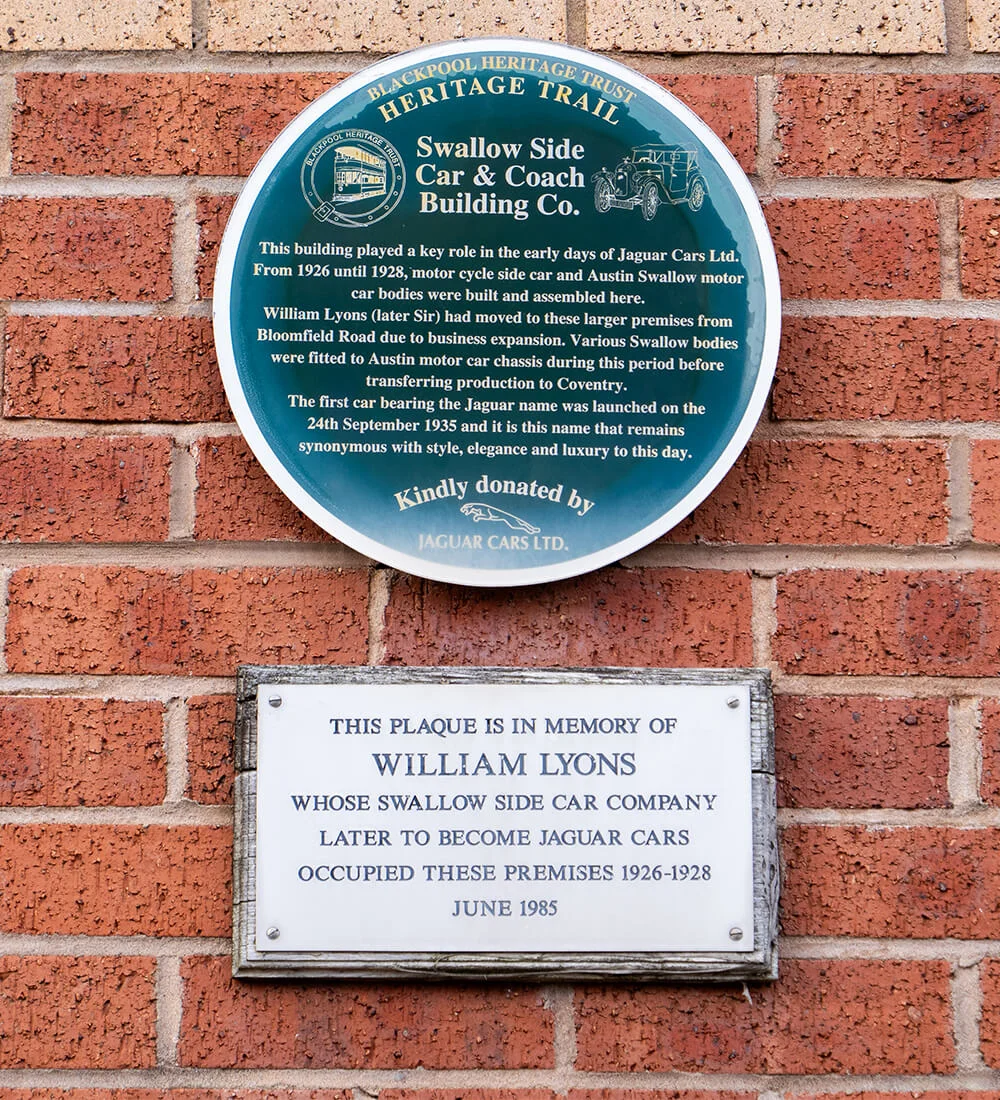 BLACKPOOL HERITAGE TRUST
HERITAGE TRAIL
BLACKPOOL HERITAGE TRUST
Swallow Side
Car & Coach
Building Co.
This building played a key role in the early days of Jaguar Cars Ltd.
From 1926 until 1928, motor cycle side car and Austin Swallow motor
car bodies were built and assembled here.
William Lyons (later Sir) had moved to these larger premises from
Bloomfield Road due to business expansion. Various Swallow bodies
were fitted to Austin motor car chassis during this period before
transferring production to Coventry.
The first car bearing the Jaguar name was launched on the
24th September 1935 and it is this name that remains
synonymous with style, elegance and luxury to this day.
Kindly donated by
JAGUAR CARS LTD.
THIS PLAQUE IS IN MEMORY OF
WILLIAM LYONS
WHOSE SWALLOW SIDE CAR COMPANY
LATER TO BECOME JAGUAR CARS
OCCUPIED THESE PREMISES 1926-1928
JUNE 1985